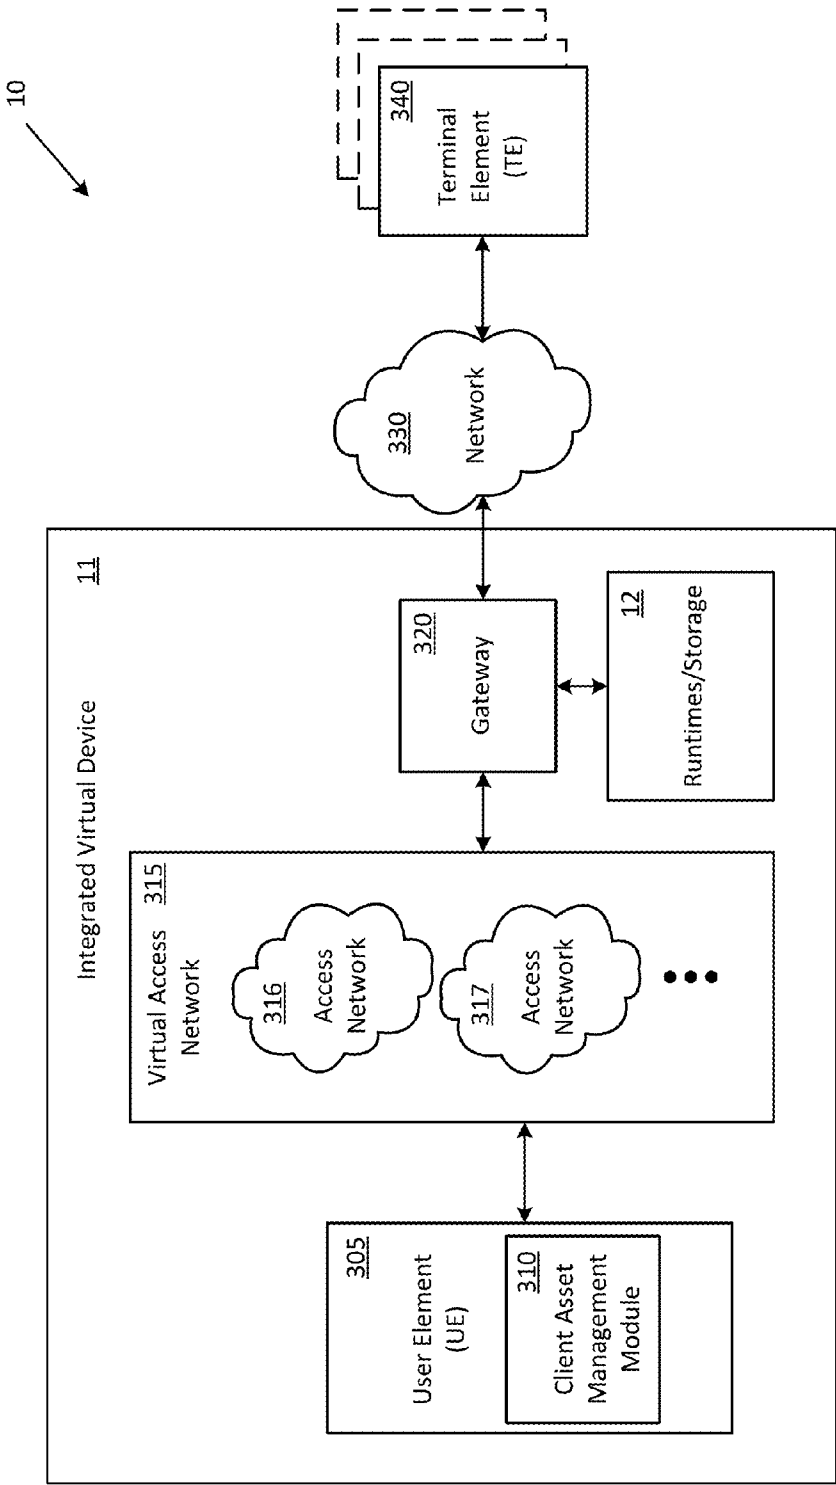 10
Integrated Virtual Device
11
305
User Element
(UE)
310
Client Asset
Management
Module
Virtual Access
Network
315
316
Access
Network
317
Access
Network
320
Gateway
12
Runtimes/Storage
330
Network
340
Terminal
Element
(TE)